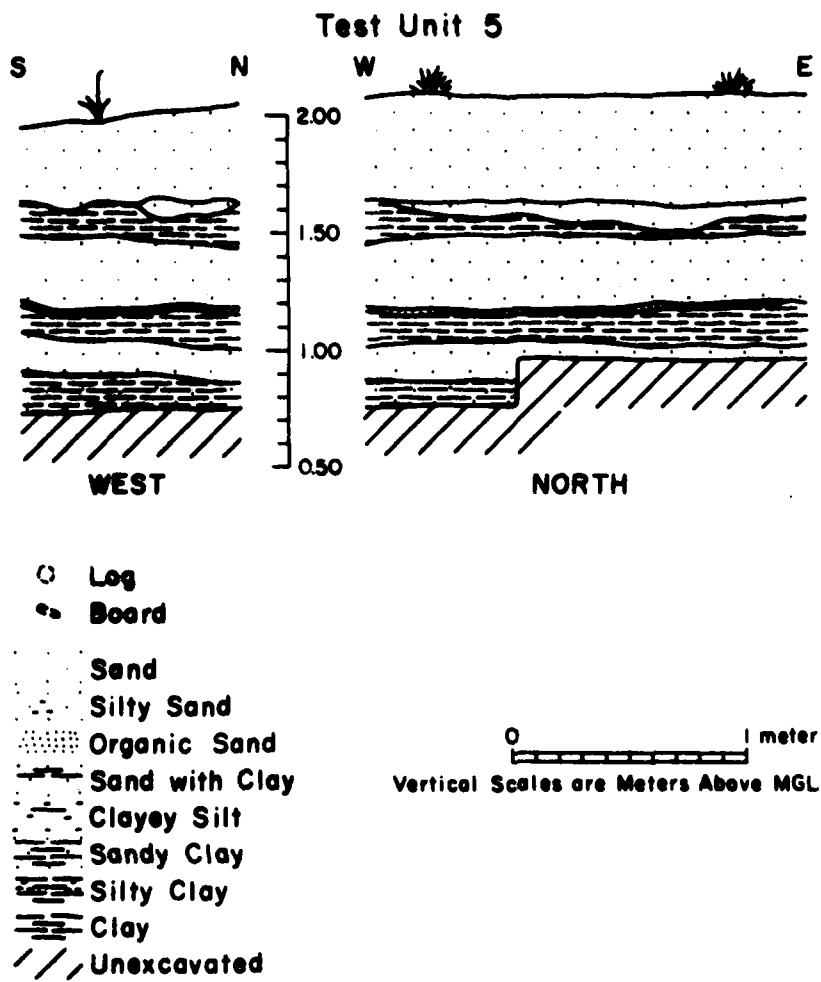 Test Unit 5
S N W E
2.00
1.50
1.00
0.50
WEST NORTH
Log
Board
Sand
Silty Sand
Organic Sand
Sand with Clay
Clayey Silt
Sandy Clay
Silty Clay
Clay
Unexcavated
0 1 meter
Vertical Scales are Meters Above MGL